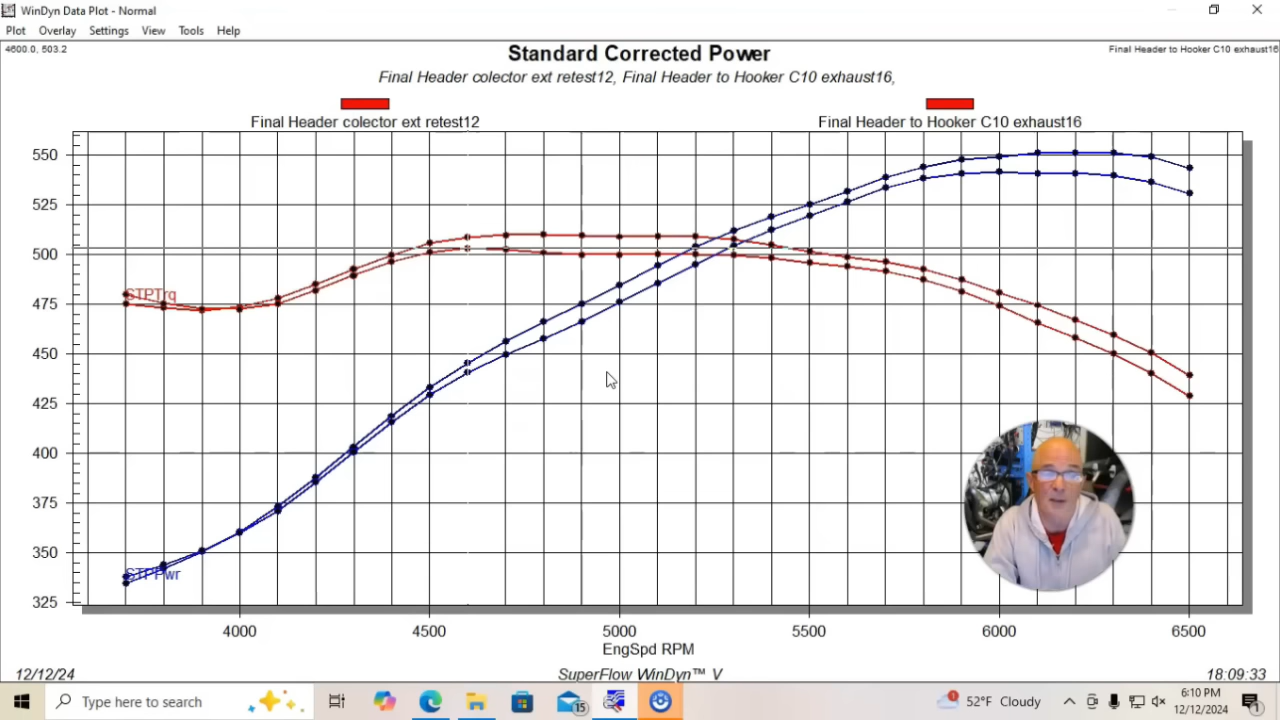 WinDyn Data Plot - Normal
Plot Overlay Settings View Tools Help
4600.0, 503.2
Standard Corrected Power
Final Header to Hooker C10 exhaust16
Final Header colector ext retest12, Final Header to Hooker C10 exhaust16,
Final Header colector ext retest12
Final Header to Hooker C10 exhaust16
550
525
500
475
450
425
400
375
350
325
STPTrq
STPPwr
4000 4500 5000 5500 6000 6500
EngSpd RPM
12/12/24
SuperFlow WinDyn™ V
18:09:33
Type here to search
15
1
52°F Cloudy
6:10 PM
12/12/2024
1